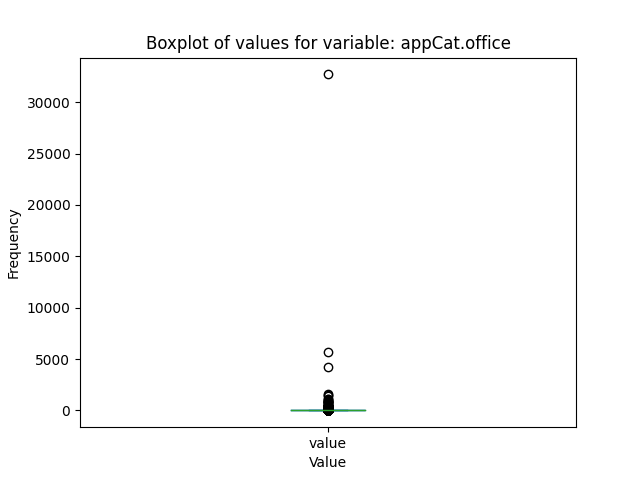 Boxplot of values for variable: appCat.office
30000
25000
20000
15000
10000
5000
0
Frequency
value
Value